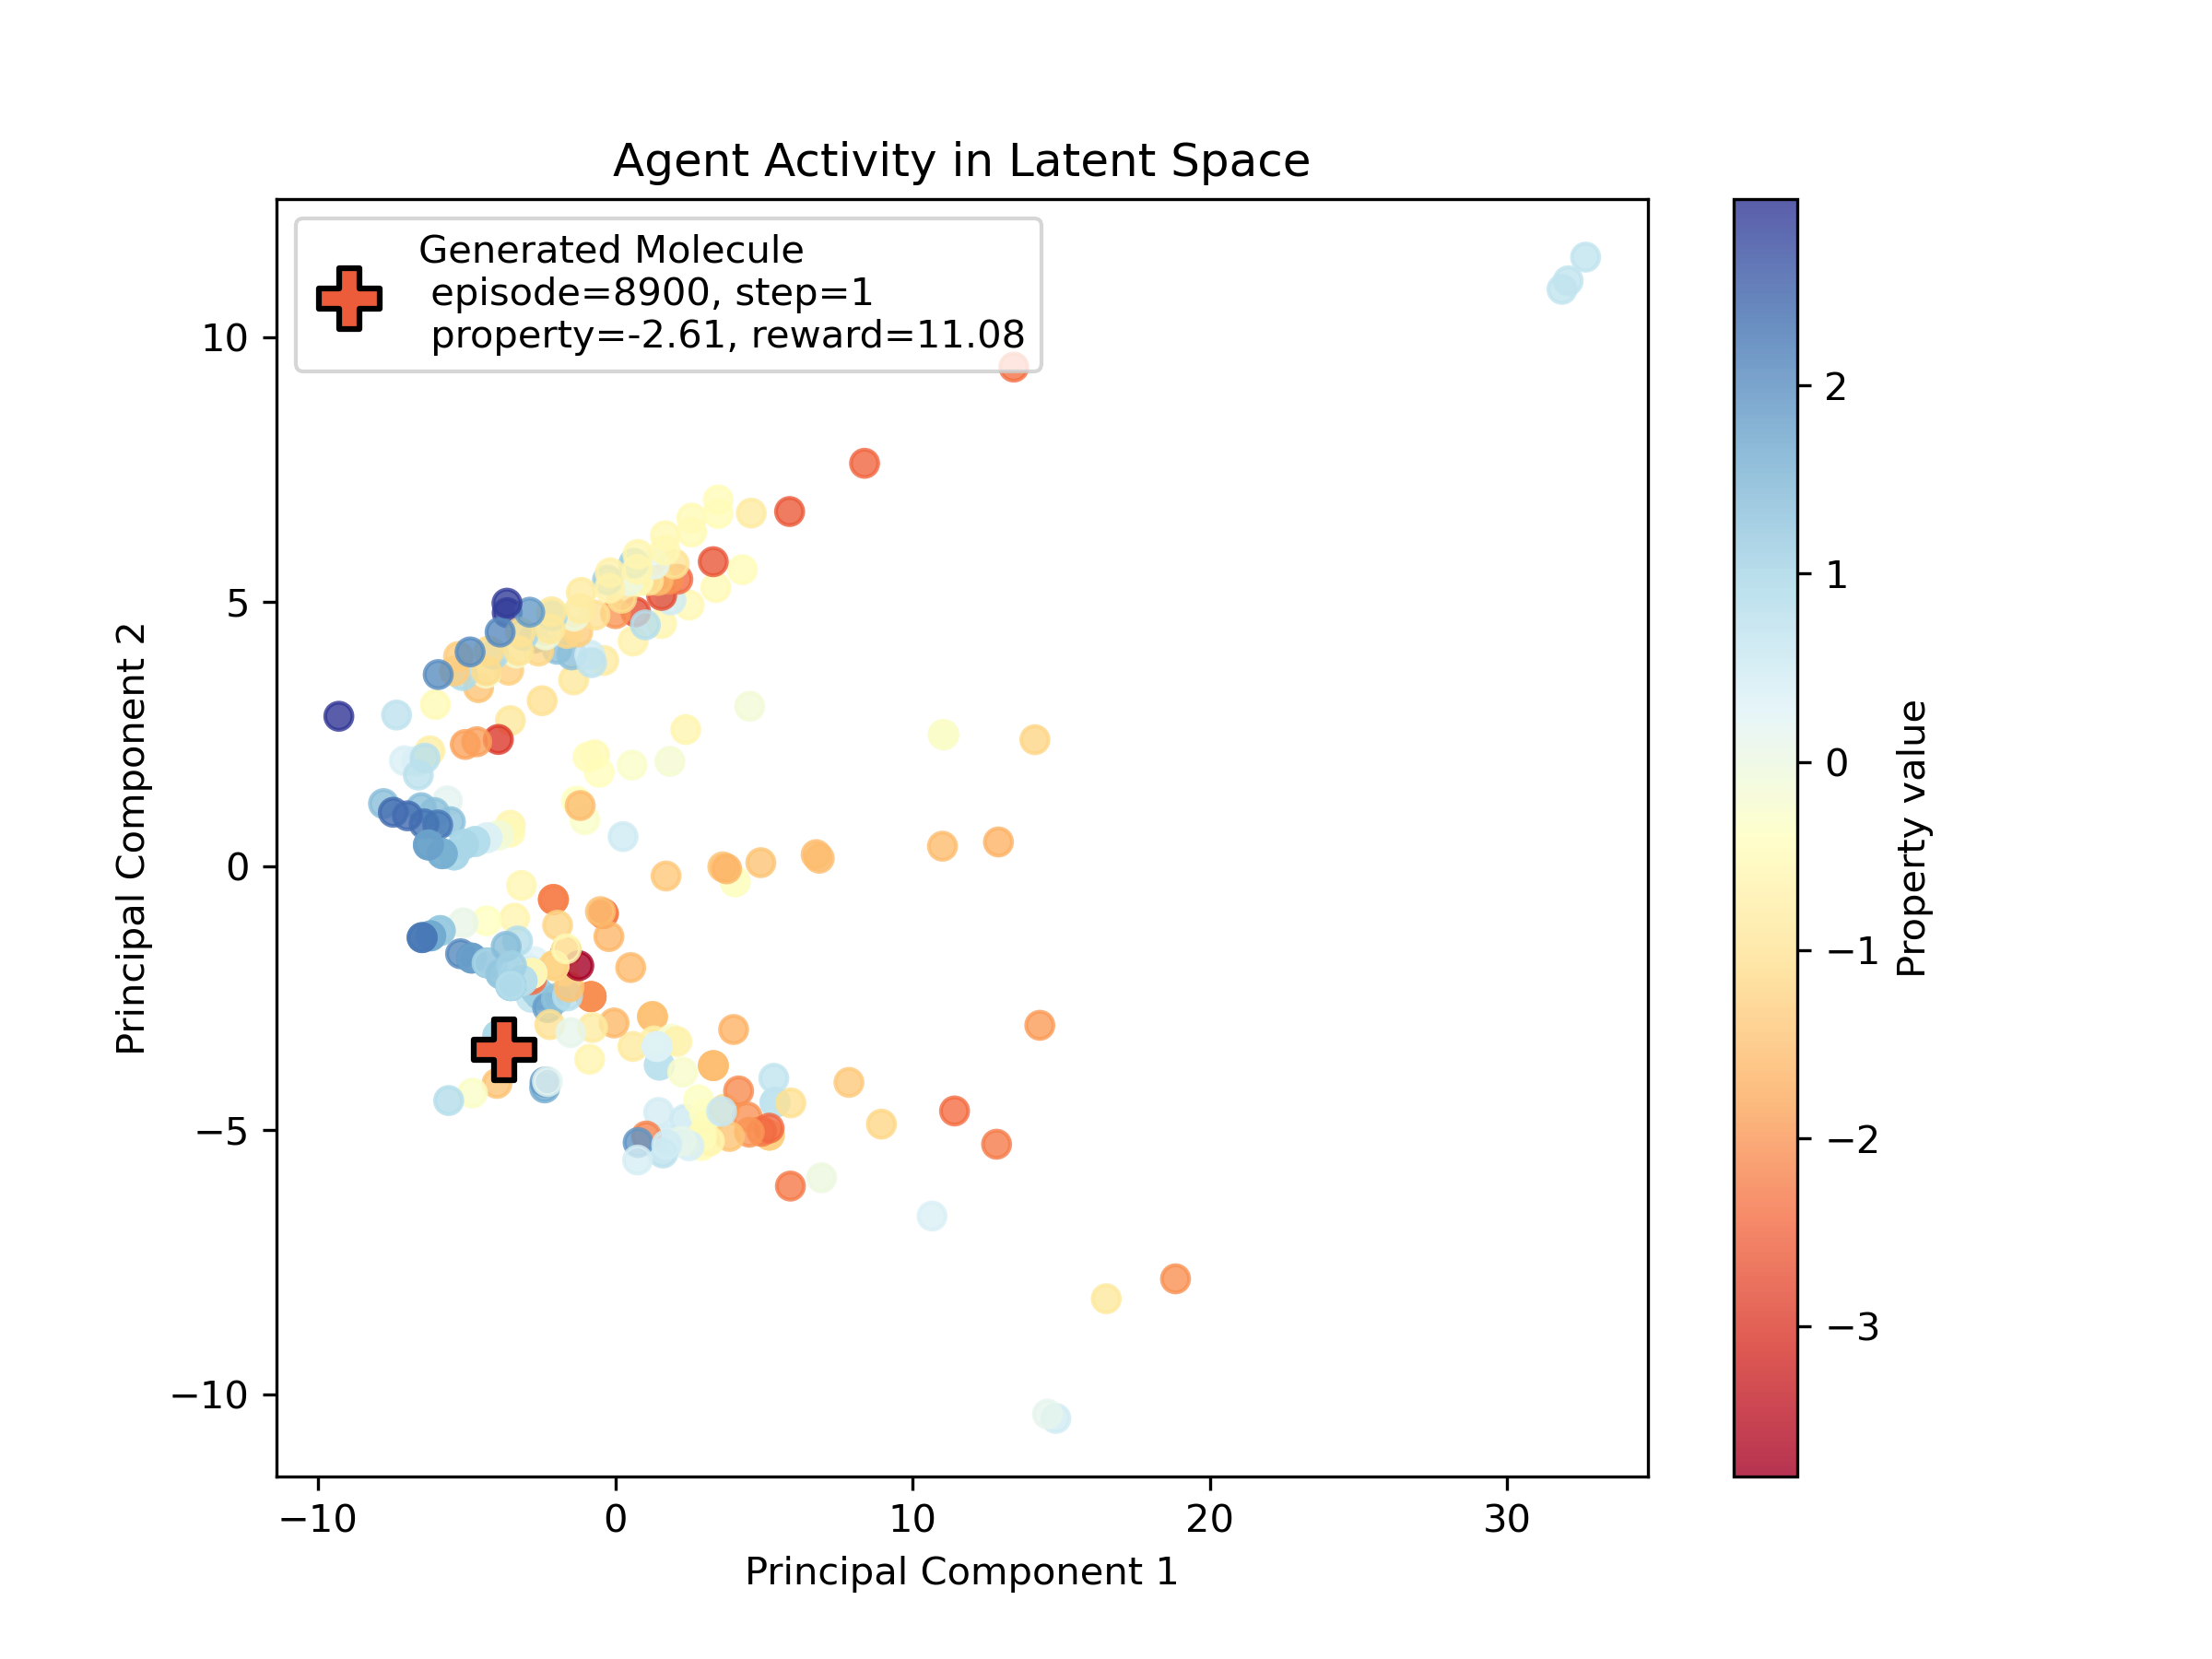 Agent Activity in Latent Space
Generated Molecule
episode=8900, step=1
property=-2.61, reward=11.08
10
5
0
−5
−10
Principal Component 2
−10 0 10 20 30
Principal Component 1
2
1
0
−1
−2
−3
Property value